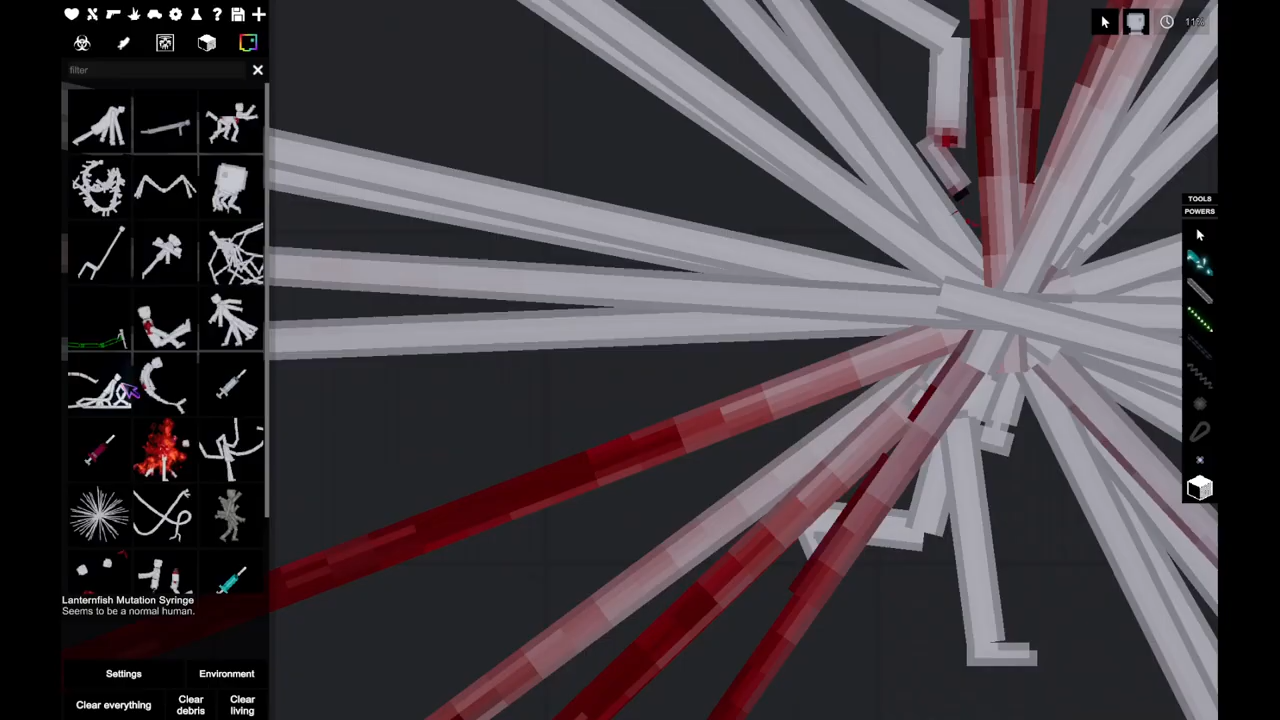 filter
TOOLS
POWERS
Lanternfish Mutation Syringe
Seems to be a normal human.
Settings
Environment
Clear everything
Clear debris
Clear living